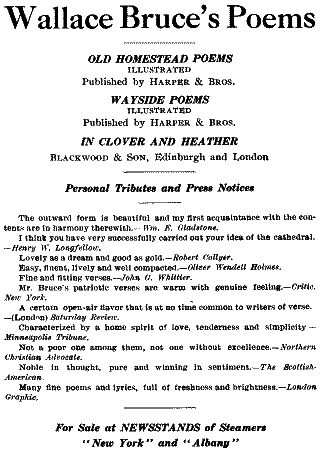 Wallace Bruce's Poems
OLD HOMESTEAD POEMS
ILLUSTRATED
Published by HARPER & BROS.
WAYSIDE POEMS
ILLUSTRATED
Published by HARPER & BROS.
IN CLOVER AND HEATHER
BLACKWOOD & SON, Edinburgh and London
Personal Tributes and Press Notices
The outward form is beautiful and my first acquaintance with the con-
tents are in harmony therewith.—Wm. E. Gladstone.
I think you have very successfully carried out your idea of the cathedral.
—Henry W. Longfellow.
Lovely as a dream and good as gold.—Robert Collyer.
Easy, fluent, lively and well compacted.—Oliver Wendell Holmes.
Fine and fitting verses.—John G. Whittier.
Mr. Bruce's patriotic verses are warm with genuine feeling.—Critic,
New York.
A certain open-air flavor that is at no time common to writers of verse.
—(London) Saturday Review.
Characterized by a home spirit of love, tenderness and simplicity—
Minneapolis Tribune.
Not a poor one among them, not one without excellence.—Northern
Christian Advocate.
Noble in thought, pure and winning in sentiment.—The Scottish-
American.
Many fine poems and lyrics, full of freshness and brightness.—London
Graphic.
For Sale at NEWSSTANDS of Steamers
"New York" and "Albany"